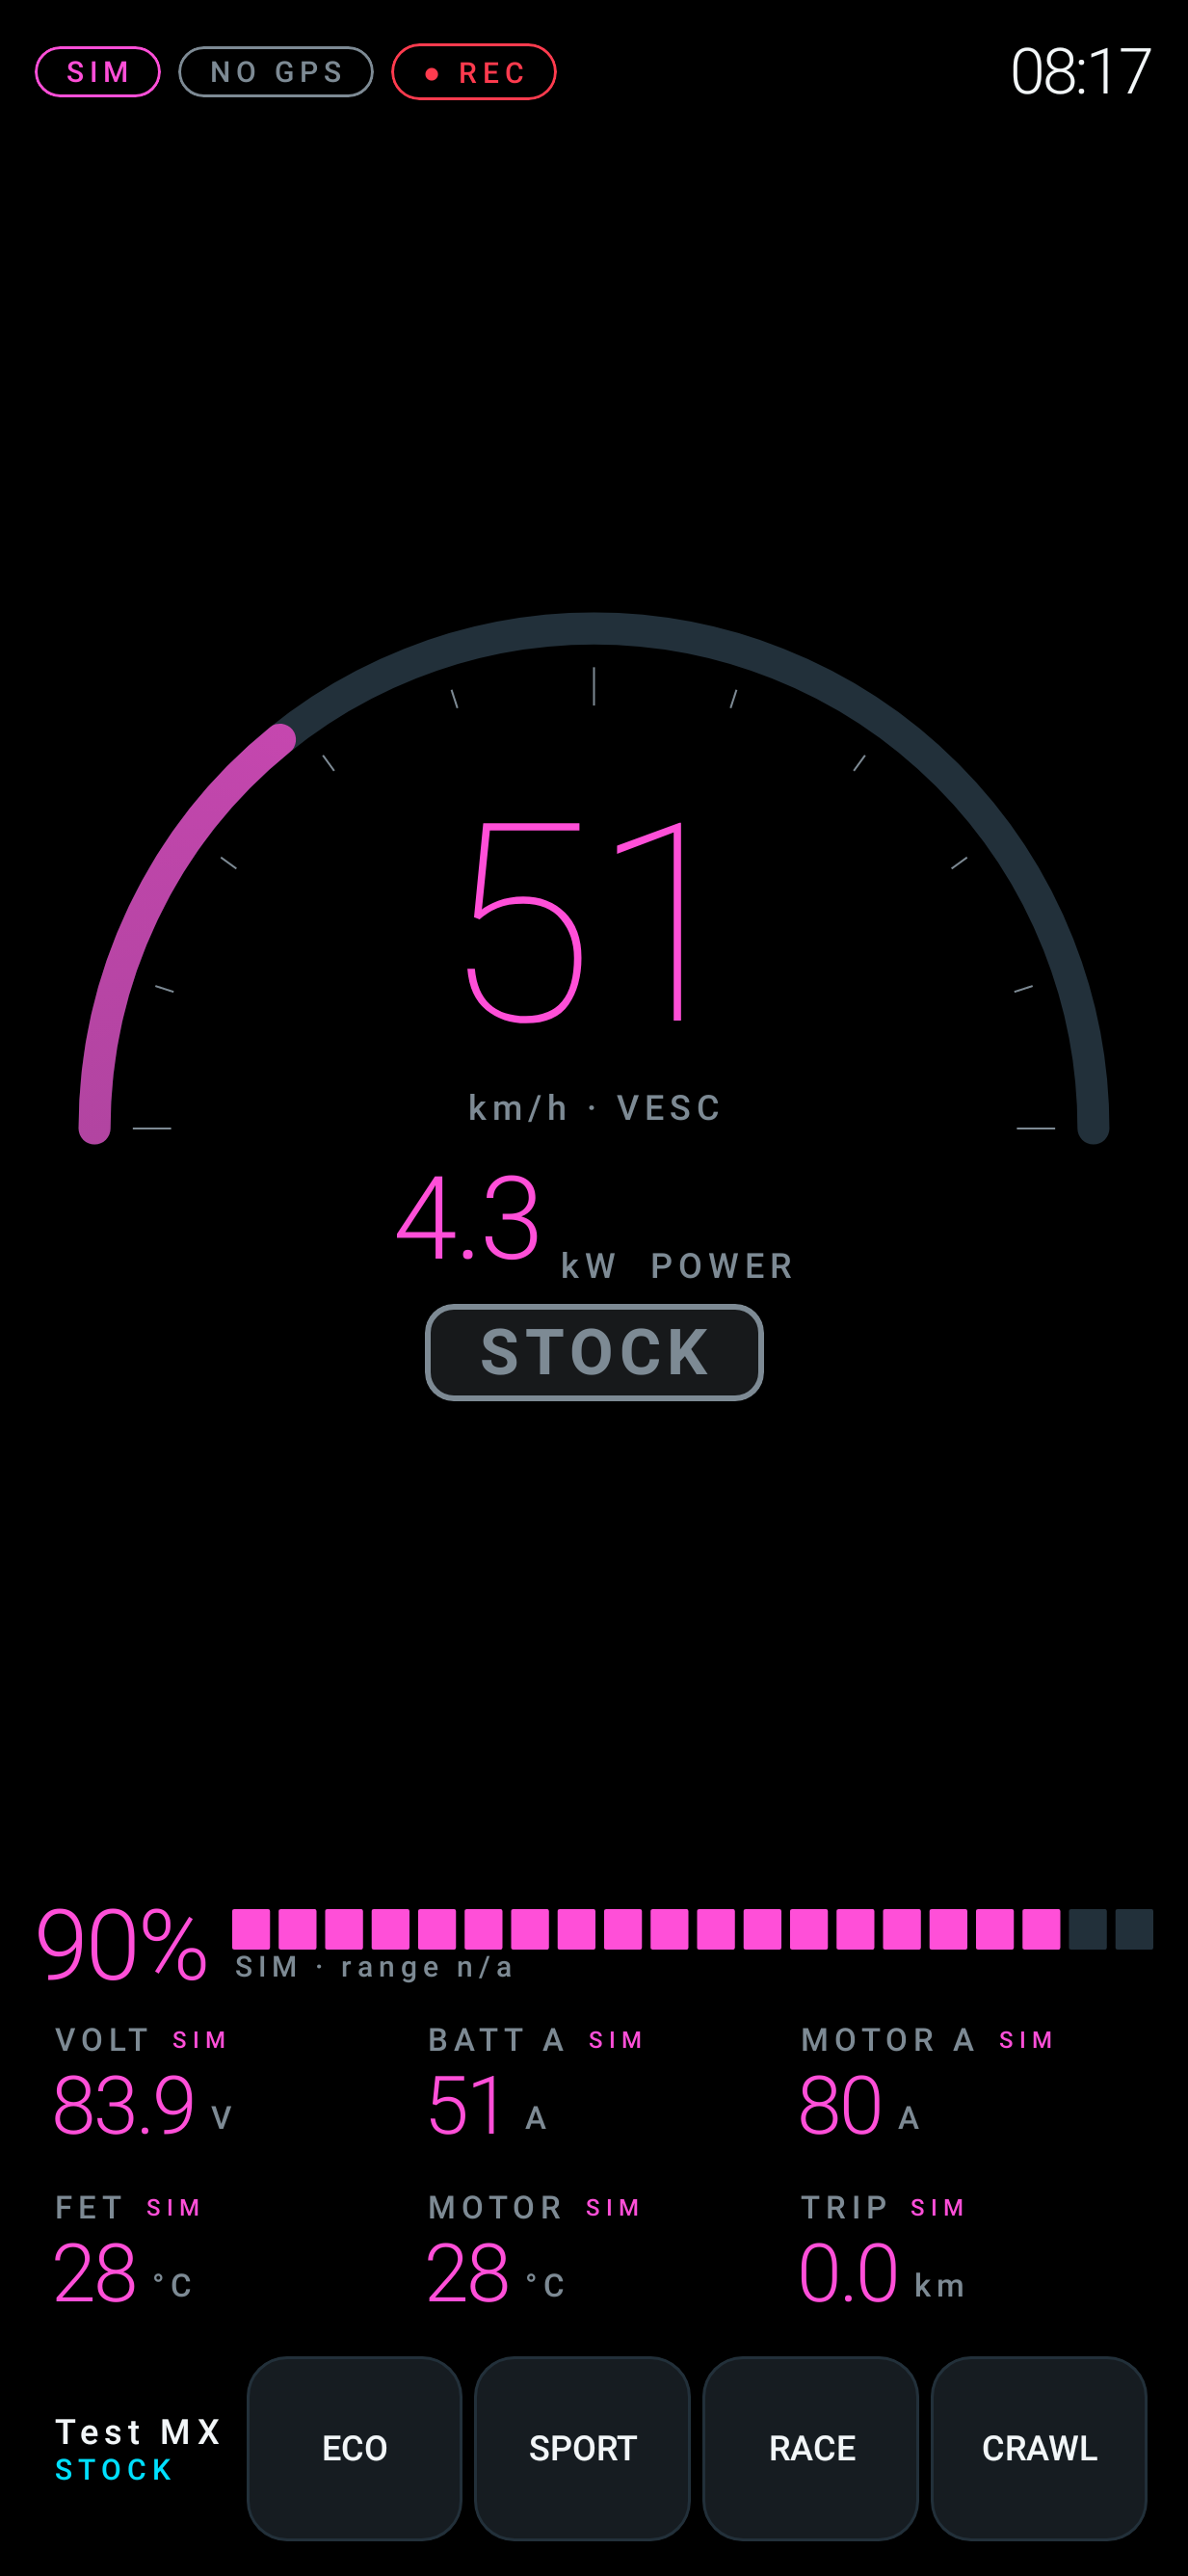 SIM NO GPS ● REC 08:17
51
km/h · VESC
4.3 kW POWER
STOCK
90%
SIM · range n/a
VOLT SIM BATT A SIM MOTOR A SIM
83.9 V 51 A 80 A
FET SIM MOTOR SIM TRIP SIM
28 °C 28 °C 0.0 km
Test MX
STOCK
ECO SPORT RACE CRAWL